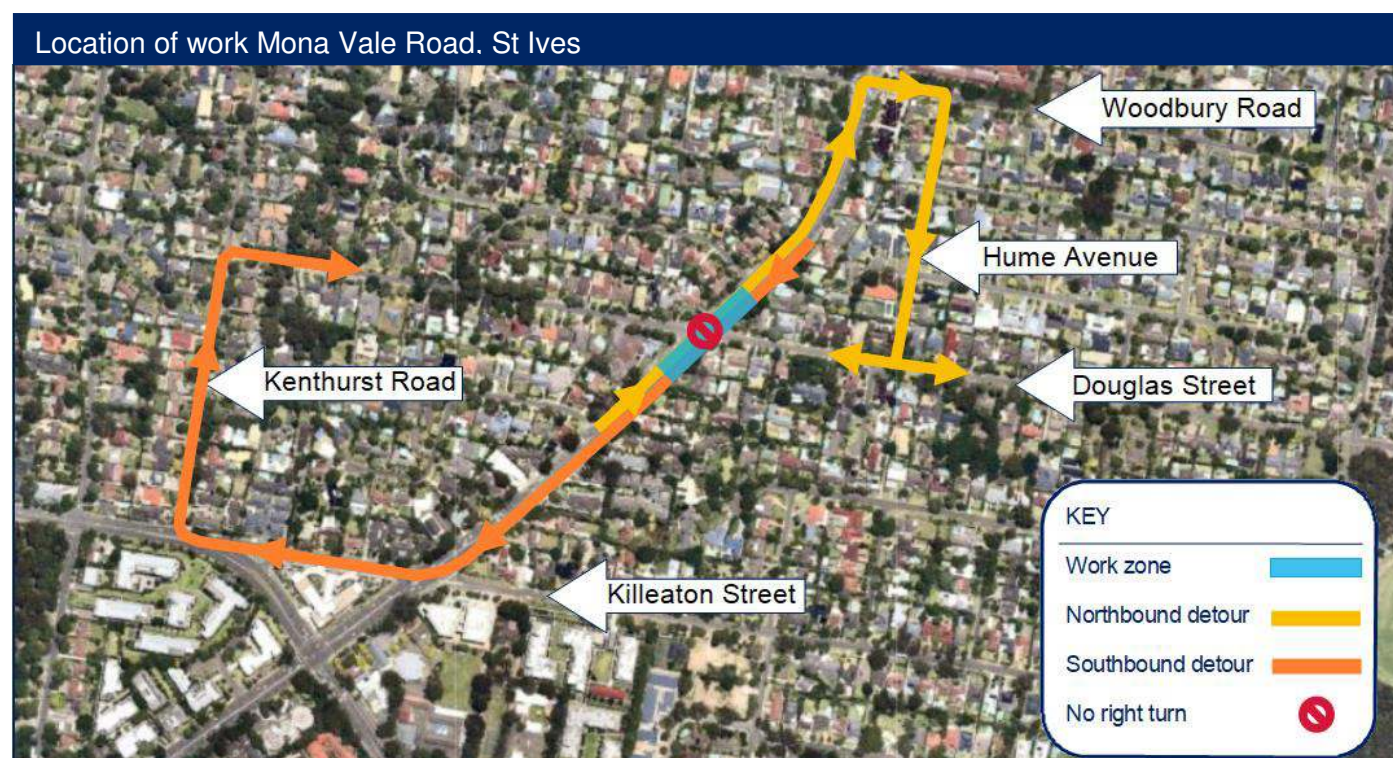 Location of work Mona Vale Road, St Ives
Woodbury Road
Hume Avenue
Kenthurst Road
Douglas Street
Killeaton Street
KEY
Work zone
Northbound detour
Southbound detour
No right turn